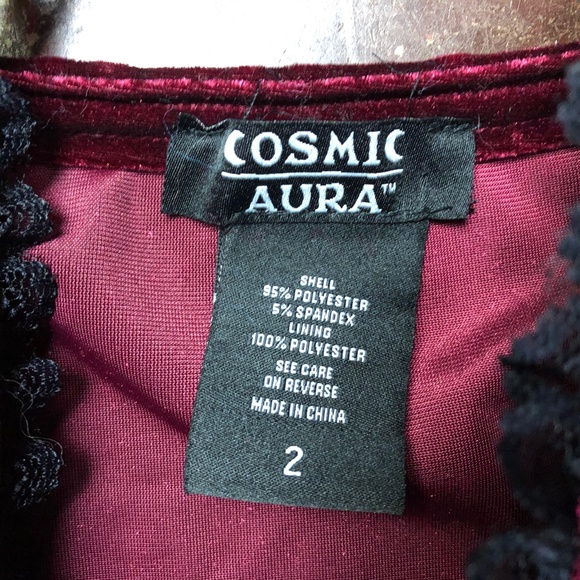 COSMIC
AURA™
SHELL
95% POLYESTER
5% SPANDEX
LINING
100% POLYESTER
SEE CARE
ON REVERSE
MADE IN CHINA
2